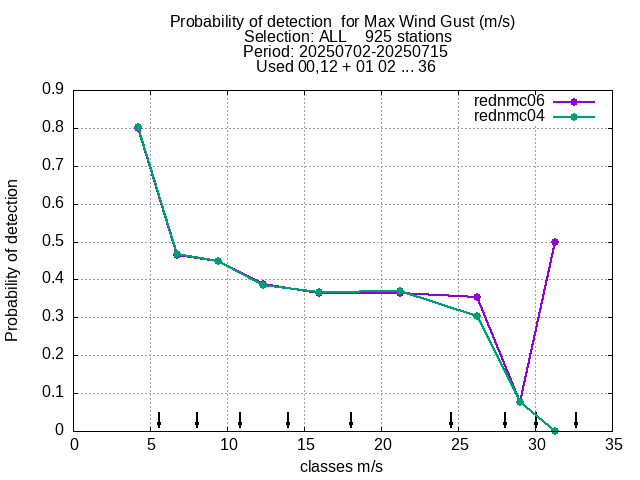 Probability of detection  for Max Wind Gust (m/s)
Selection: ALL    925 stations
Period: 20250702-20250715
Used 00,12 + 01 02 ... 36
rednmc06
rednmc04
Probability of detection
0.9
0.8
0.7
0.6
0.5
0.4
0.3
0.2
0.1
0
0 5 10 15 20 25 30 35
classes m/s